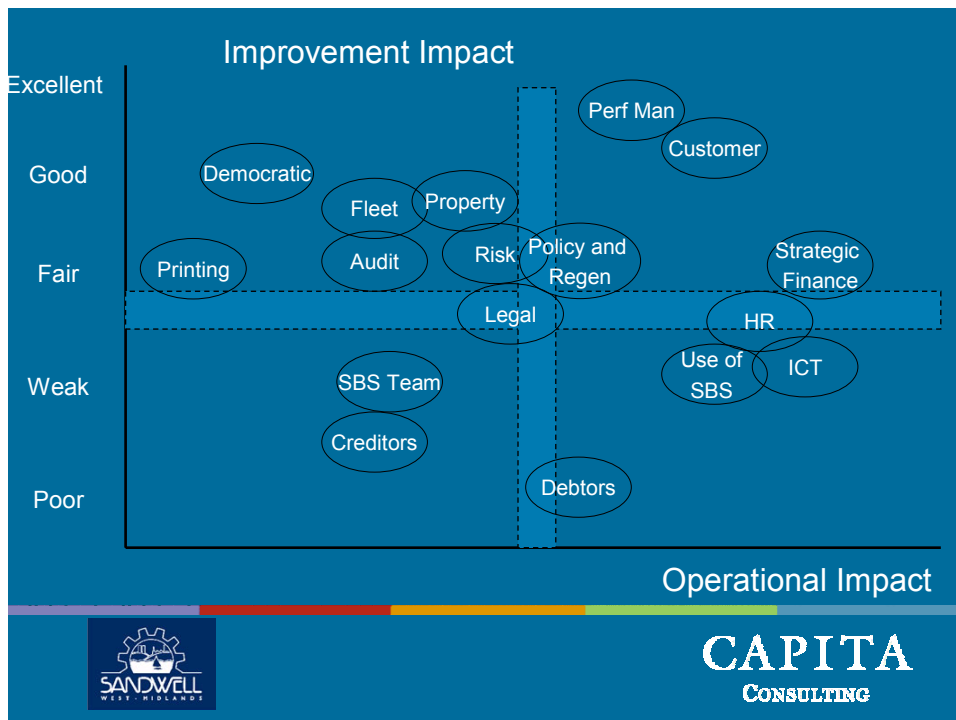 Improvement Impact
Excellent
Perf Man
Customer
Good
Democratic
Fleet
Property
Fair
Printing
Audit
Risk
Policy and
Regen
Strategic
Finance
Legal
HR
Weak
SBS Team
Use of
SBS
ICT
Creditors
Poor
Debtors
Operational Impact
SANDWELL
WEST · MIDLANDS
CAPITA
CONSULTING